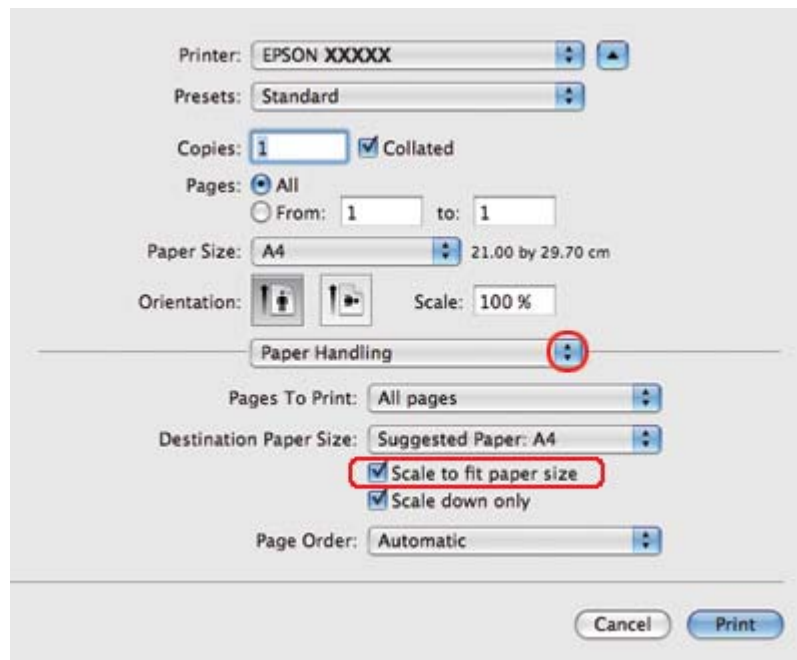 Printer: EPSON XXXXX
Presets: Standard
Copies: 1 Collated
Pages: All
From: 1 to: 1
Paper Size: A4 21.00 by 29.70 cm
Orientation: Scale: 100 %
Paper Handling
Pages To Print: All pages
Destination Paper Size: Suggested Paper: A4
Scale to fit paper size
Scale down only
Page Order: Automatic
Cancel Print